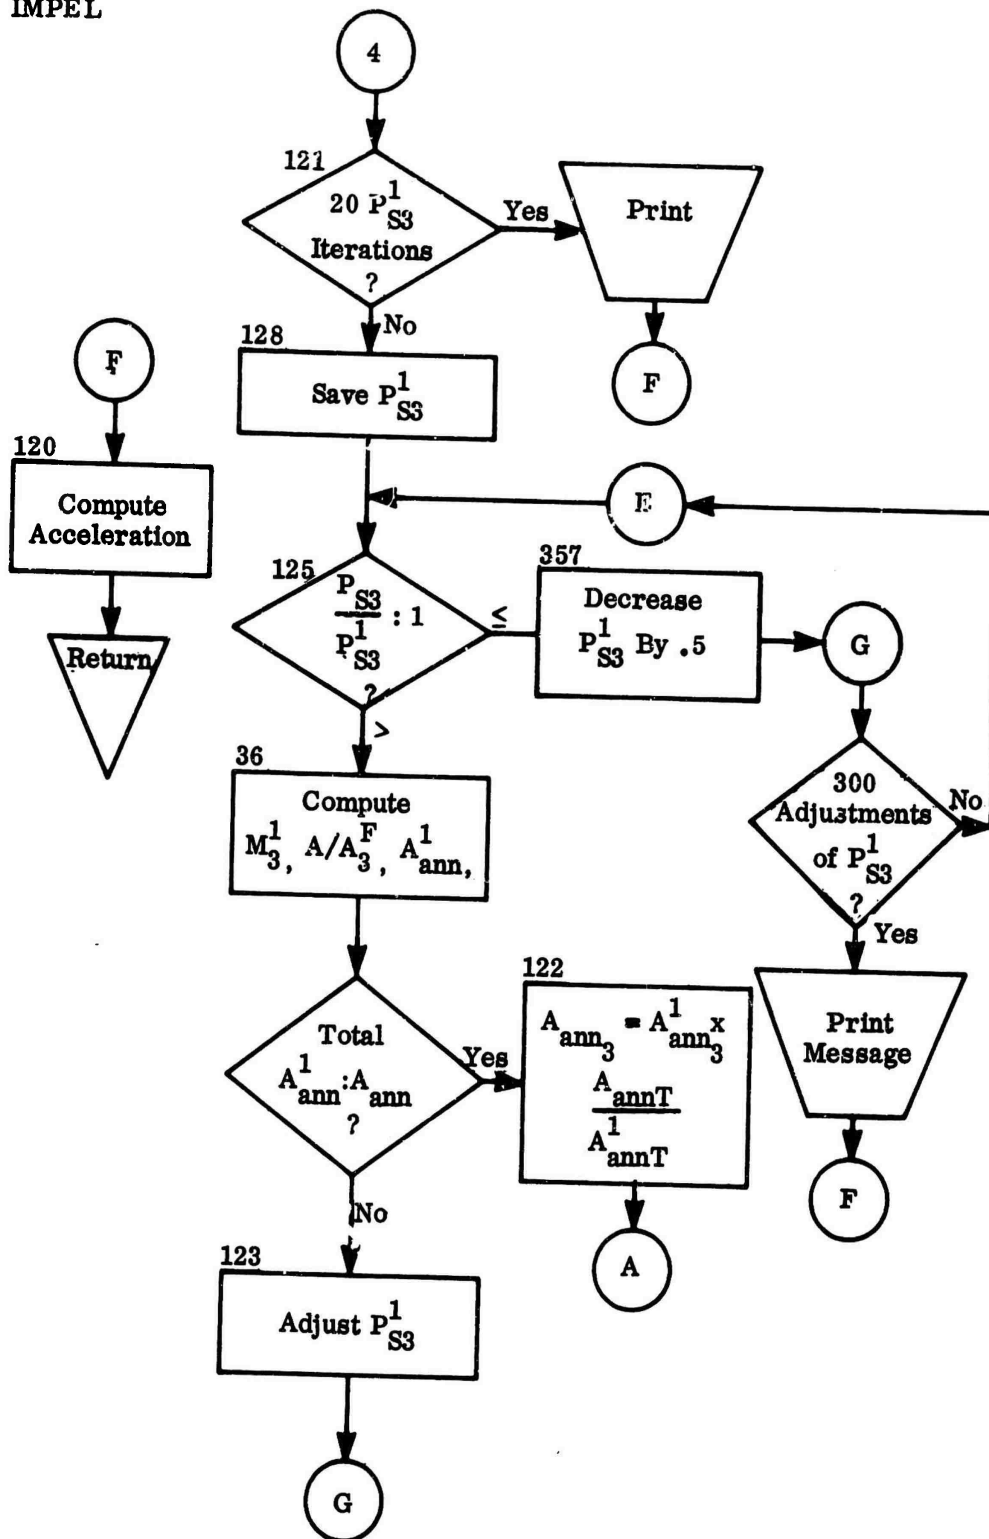 IMPEL
4
121
20 P¹S3
Iterations
?
Yes
Print
F
No
128
Save P¹S3
F
120
Compute
Acceleration
Return
E
125
PS3
P¹S3
: 1
?
≤
>
357
Decrease
P¹S3 By .5
G
300
Adjustments
of P¹S3
?
No
Yes
Print
Message
F
36
Compute
M¹3, A/AF3, A¹ann,
Total
A¹ann:Aann
?
Yes
No
122
Aann3 = A¹ann3 x
AannT
A¹annT
A
123
Adjust P¹S3
G